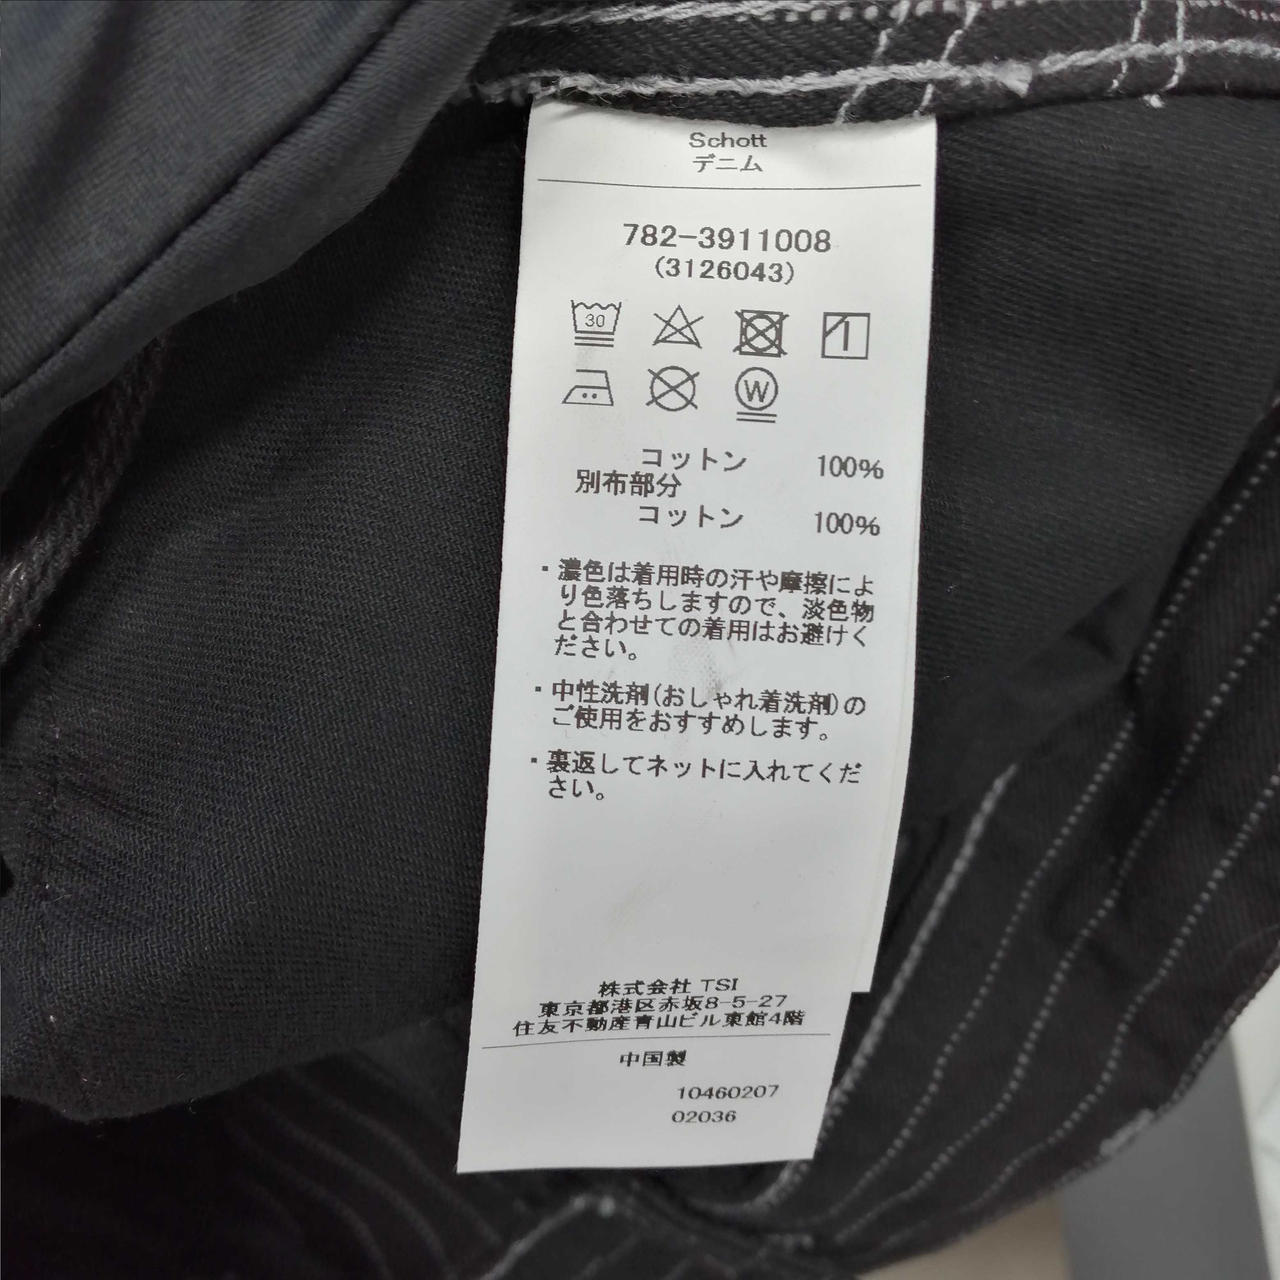 Schott
デニム
782-3911008
(3126043)
30
W
コットン 100%
別布部分
コットン 100%
・濃色は着用時の汗や摩擦によ
り色落ちしますので、淡色物
と合わせての着用はお避けく
ださい。
・中性洗剤(おしゃれ着洗剤)の
ご使用をおすすめします。
・裏返してネットに入れてくだ
さい。
株式会社 TSI
東京都港区赤坂8-5-27
住友不動産青山ビル東館4階
中国製
10460207
02036